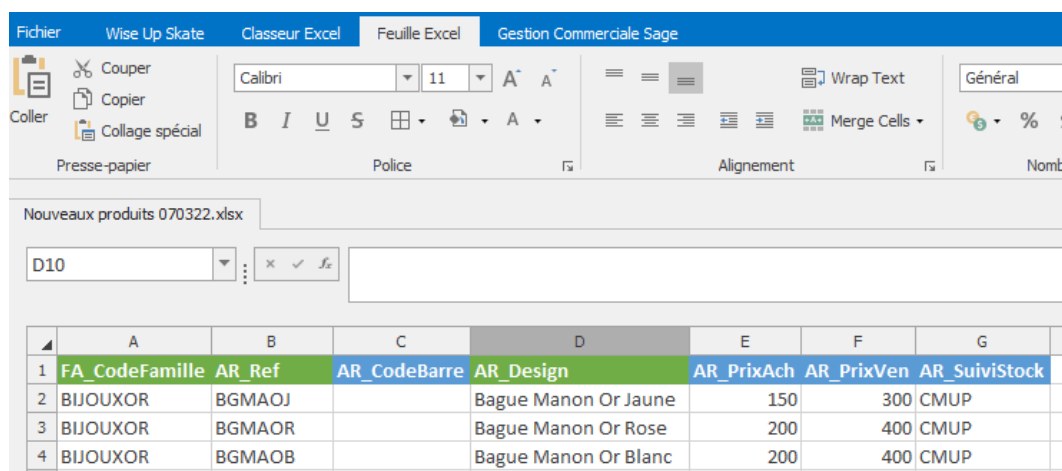 Fichier Wise Up Skate Classeur Excel Feuille Excel Gestion Commerciale Sage
Coller
Couper
Copier
Collage spécial
Presse-papier
Calibri 11 A A
B I U S A
Police
Wrap Text
Merge Cells
Alignement
Général
%
Nomb
Nouveaux produits 070322.xlsx
D10 fx
A B C D E F G
1 FA_CodeFamille AR_Ref AR_CodeBarre AR_Design AR_PrixAch AR_PrixVen AR_SuiviStock
2 BIJOUXOR BGMAOJ Bague Manon Or Jaune 150 300 CMUP
3 BIJOUXOR BGMAOR Bague Manon Or Rose 200 400 CMUP
4 BIJOUXOR BGMAOB Bague Manon Or Blanc 200 400 CMUP